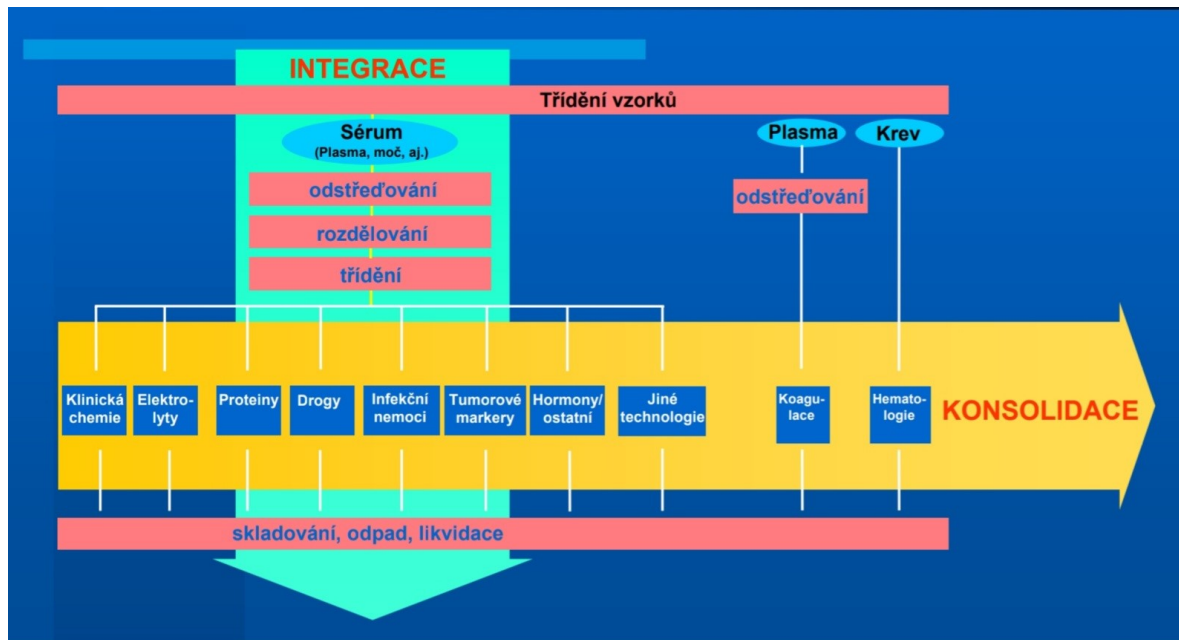 INTEGRACE
Třídění vzorků
Sérum
(Plasma, moč, aj.)
Plasma
Krev
odstřeďování
odstřeďování
rozdělování
třídění
Klinická
chemie
Elektro-
lyty
Proteiny
Drogy
Infekční
nemoci
Tumorové
markery
Hormony/
ostatní
Jiné
technologie
Koagu-
lace
Hemato-
logie
KONSOLIDACE
skladování, odpad, likvidace